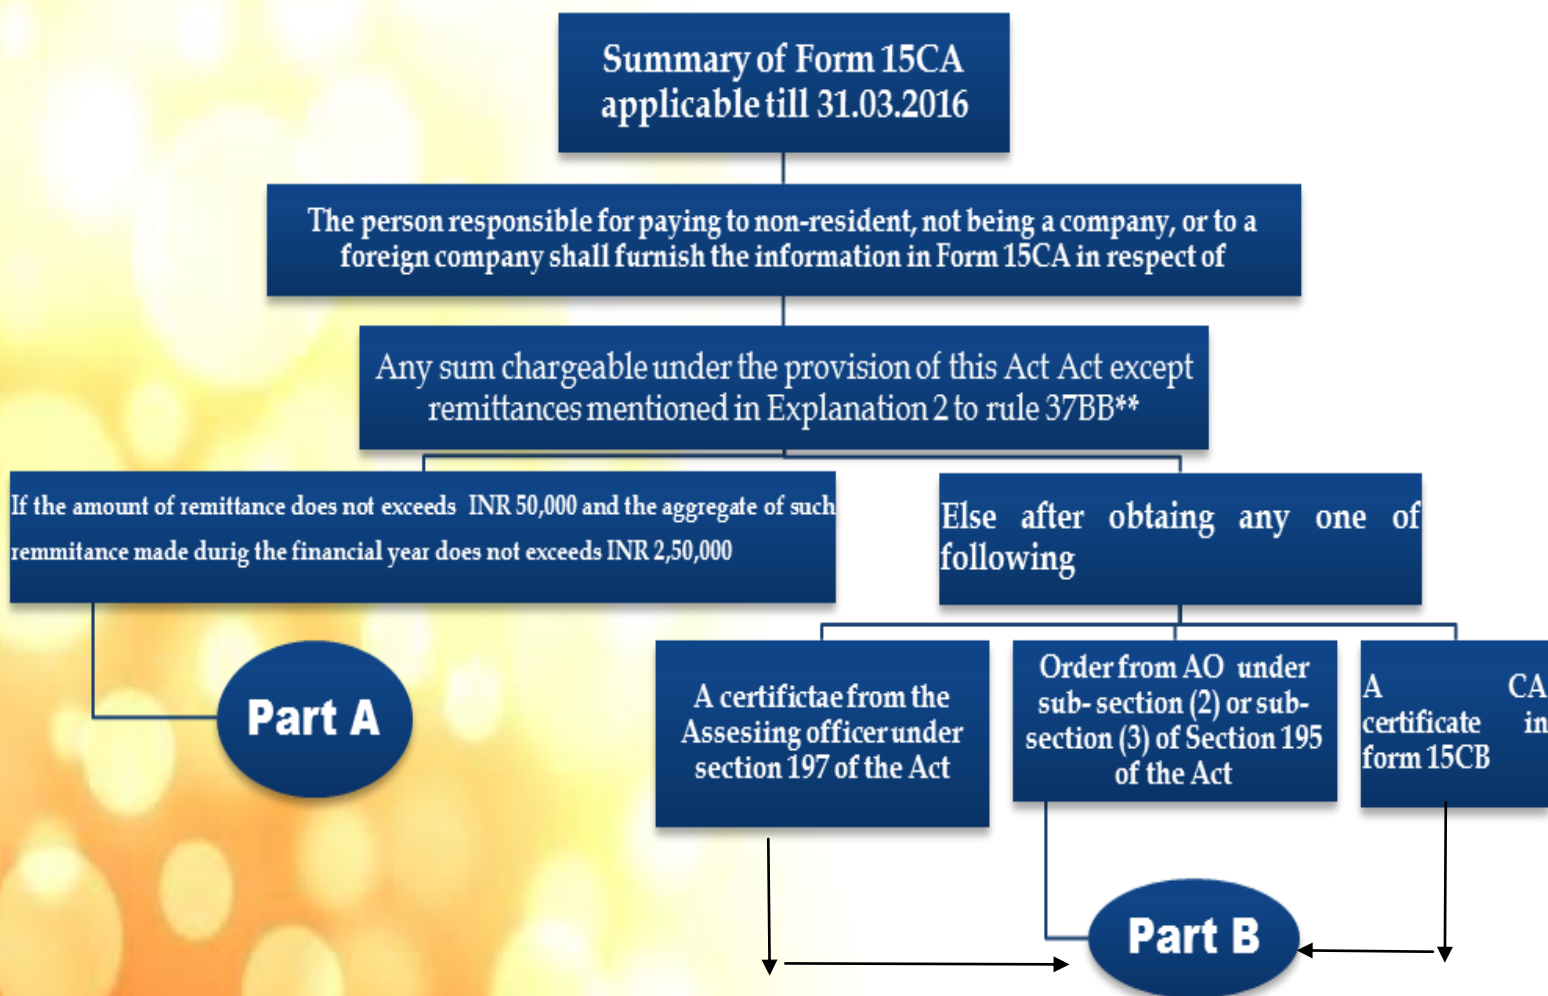 Summary of Form 15CA
applicable till 31.03.2016
The person responsible for paying to non-resident, not being a company, or to a
foreign company shall furnish the information in Form 15CA in respect of
Any sum chargeable under the provision of this Act Act except
remittances mentioned in Explanation 2 to rule 37BB**
If the amount of remittance does not exceeds INR 50,000 and the aggregate of such
remmitance made durig the financial year does not exceeds INR 2,50,000
Else after obtaing any one of
following
Part A
A certifictae from the
Assesiing officer under
section 197 of the Act
Order from AO under
sub- section (2) or sub-
section (3) of Section 195
of the Act
A CA
certificate in
form 15CB
Part B